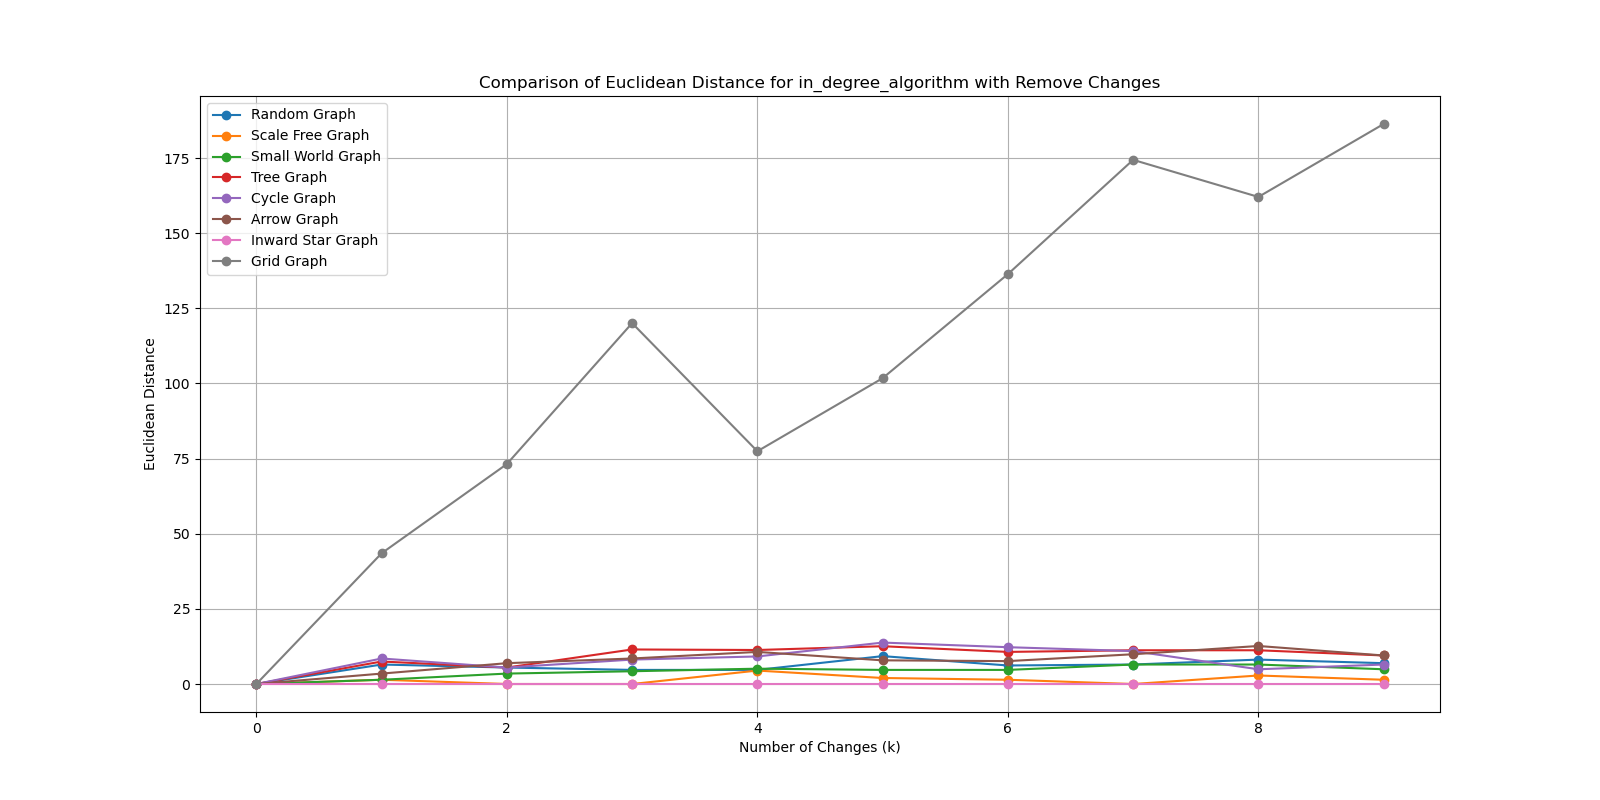 Comparison of Euclidean Distance for in_degree_algorithm with Remove Changes
Random Graph
Scale Free Graph
Small World Graph
Tree Graph
Cycle Graph
Arrow Graph
Inward Star Graph
Grid Graph
Euclidean Distance
175
150
125
100
75
50
25
0
0 2 4 6 8
Number of Changes (k)